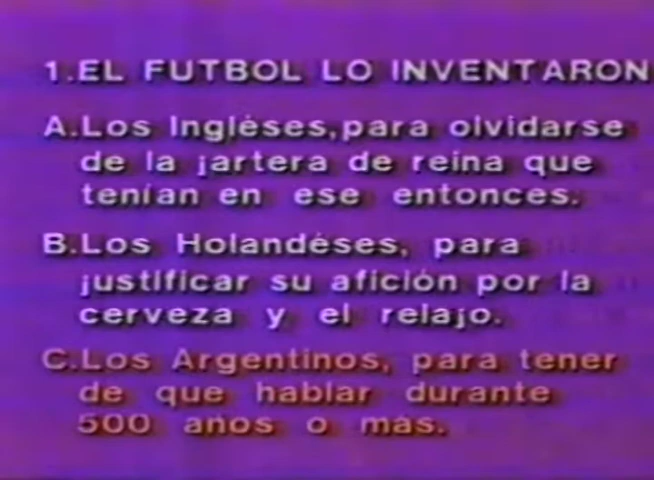 1.EL FUTBOL LO INVENTARON
A.Los Inglèses,para olvidarse
de la jartera de reina que
tenían en ese entonces.
B.Los Holandéses, para
justificar su afición por la
cerveza y el relajo.
C.Los Argentinos, para tener
de que hablar durante
500 años o más.